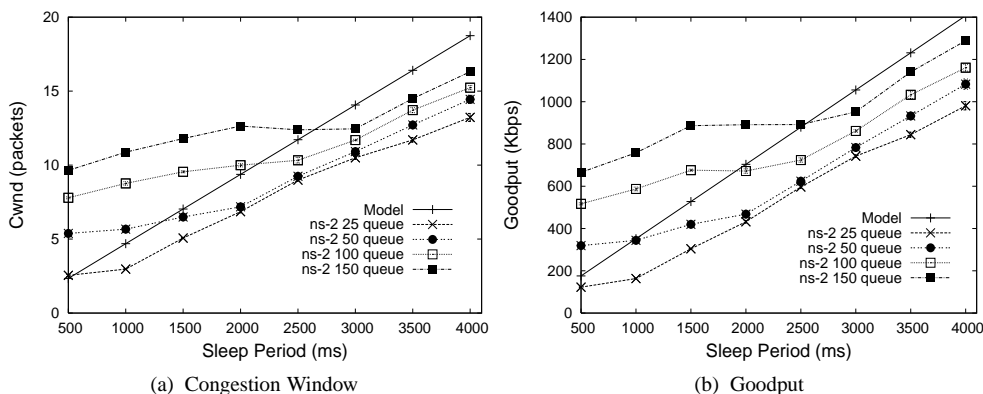 20
15
10
5
0
500 1000 1500 2000 2500 3000 3500 4000
Cwnd (packets)
Sleep Period (ms)
Model
ns-2 25 queue
ns-2 50 queue
ns-2 100 queue
ns-2 150 queue
(a) Congestion Window
1400
1200
1000
800
600
400
200
0
500 1000 1500 2000 2500 3000 3500 4000
Goodput (Kbps)
Sleep Period (ms)
Model
ns-2 25 queue
ns-2 50 queue
ns-2 100 queue
ns-2 150 queue
(b) Goodput